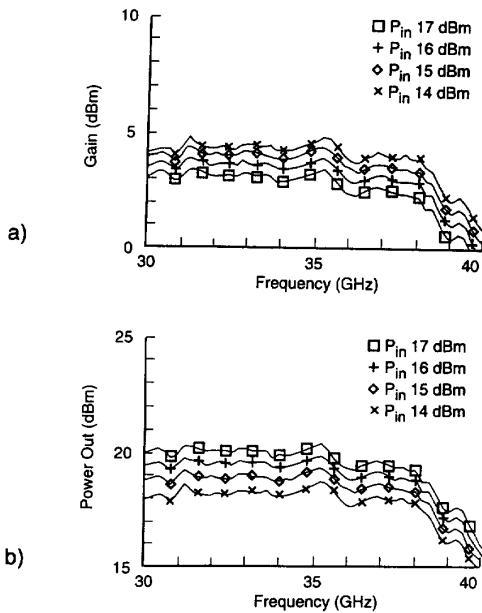 a)
Gain (dBm)
10
5
0
30
35
40
Frequency (GHz)
P_in 17 dBm
P_in 16 dBm
P_in 15 dBm
P_in 14 dBm
b)
Power Out (dBm)
25
20
15
30
35
40
Frequency (GHz)
P_in 17 dBm
P_in 16 dBm
P_in 15 dBm
P_in 14 dBm